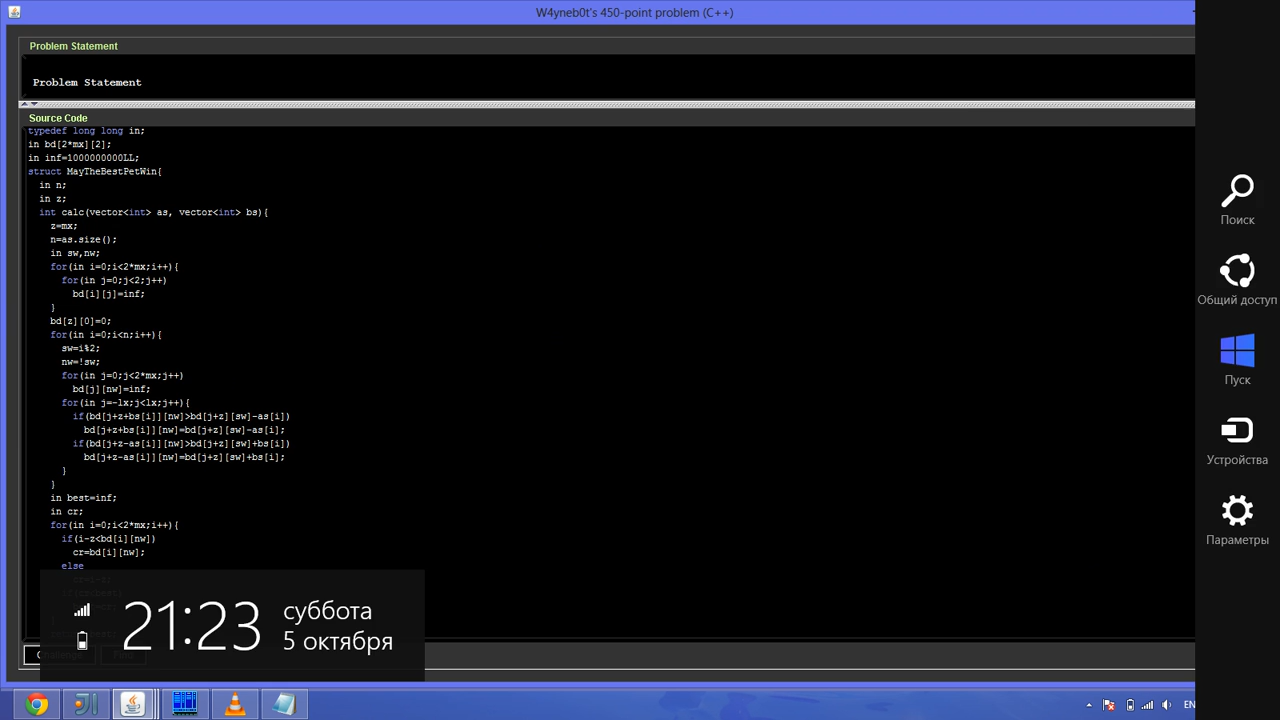 W4yneb0t's 450-point problem (C++)
Problem Statement
Problem Statement
Source Code
typedef long long in;
in bd[2*mx][2];
in inf=1000000000LL;
struct MayTheBestPetWin{
in n;
in z;
int calc(vector<int> as, vector<int> bs){
z=mx;
n=as.size();
in sw,nw;
for(in i=0;i<2*mx;i++){
for(in j=0;j<2;j++)
bd[i][j]=inf;
}
bd[z][0]=0;
for(in i=0;i<n;i++){
sw=i%2;
nw=!sw;
for(in j=0;j<2*mx;j++)
bd[j][nw]=inf;
for(in j=-lx;j<lx;j++){
if(bd[j+z+bs[i]][nw]>bd[j+z][sw]-as[i])
bd[j+z+bs[i]][nw]=bd[j+z][sw]-as[i];
if(bd[j+z-as[i]][nw]>bd[j+z][sw]+bs[i])
bd[j+z-as[i]][nw]=bd[j+z][sw]+bs[i];
}
}
in best=inf;
in cr;
for(in i=0;i<2*mx;i++){
if(i-z<bd[i][nw])
cr=bd[i][nw];
else
21:23
суббота
5 октября
Поиск
Общий доступ
Пуск
Устройства
Параметры
EN